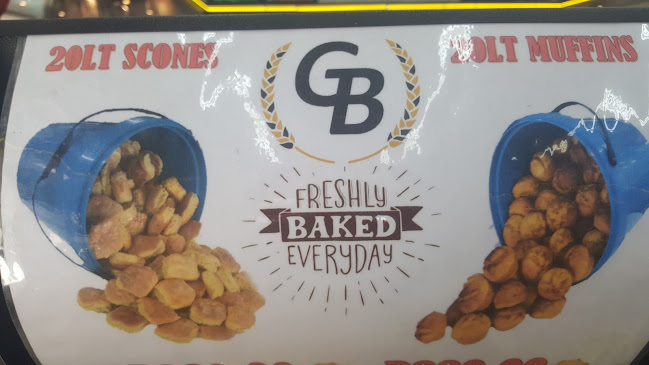 20LT SCONES
GB
20LT MUFFINS
FRESHLY
BAKED
EVERYDAY